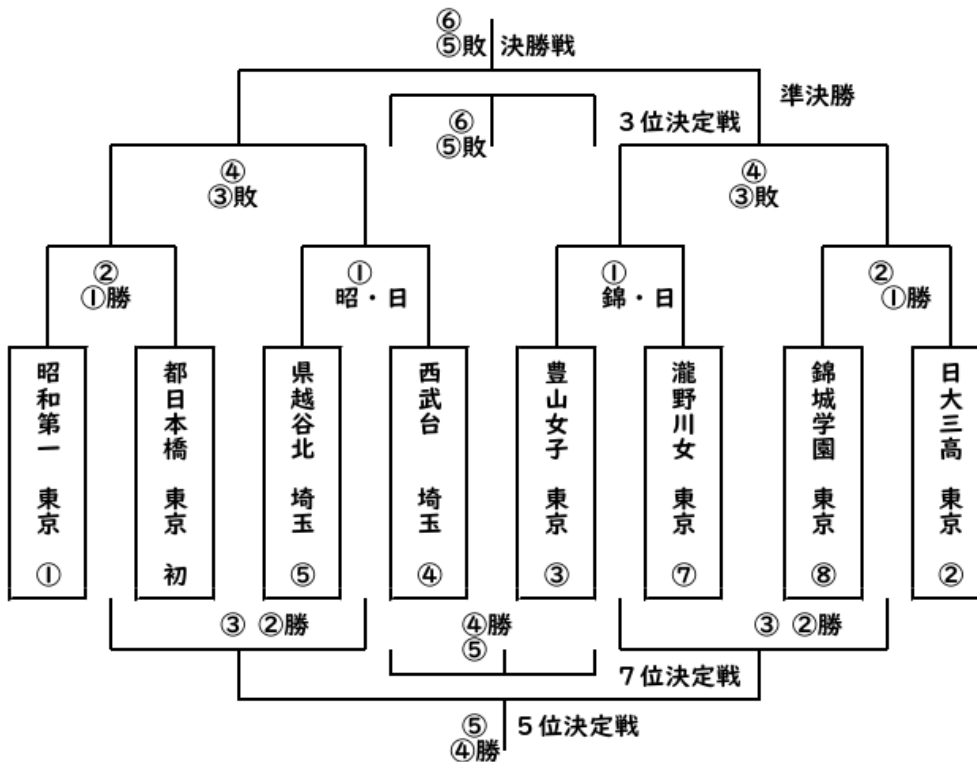 ⑥
⑤敗 決勝戦
準決勝
⑥
⑤敗
3位決定戦
④
③敗
④
③敗
②
①勝
①
昭・日
①
錦・日
②
①勝
昭和第一 東京 ①
都日本橋 東京 初
県越谷北 埼玉 ⑤
西武台 埼玉 ④
豊山女子 東京 ③
瀧野川女 東京 ⑦
錦城学園 東京 ⑧
日大三高 東京 ②
③ ②勝
④勝
⑤
③ ②勝
7位決定戦
⑤
④勝
5位決定戦